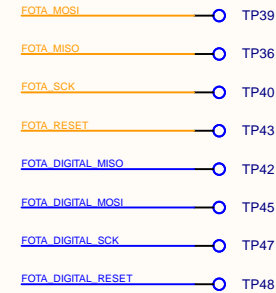 FOTA_MOSI TP39
FOTA_MISO TP36
FOTA_SCK TP40
FOTA_RESET TP43
FOTA_DIGITAL_MISO TP42
FOTA_DIGITAL_MOSI TP45
FOTA_DIGITAL_SCK TP47
FOTA_DIGITAL_RESET TP48